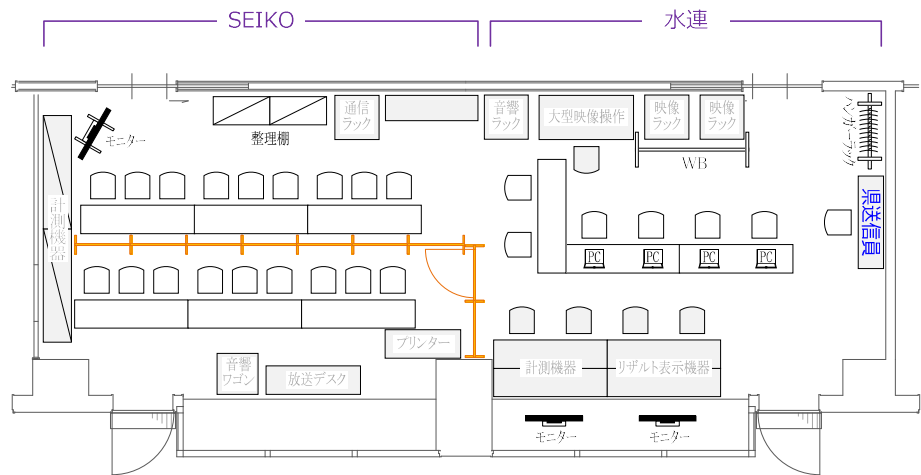 SEIKO
水連
モニター
整理棚
通信
ラック
音響
ラック
大型映像操作
映像
ラック
映像
ラック
WB
ハンガーラック
計測機器
県送信員
PC
PC
PC
PC
プリンター
音響
ワゴン
放送デスク
計測機器
リザルト表示機器
モニター
モニター